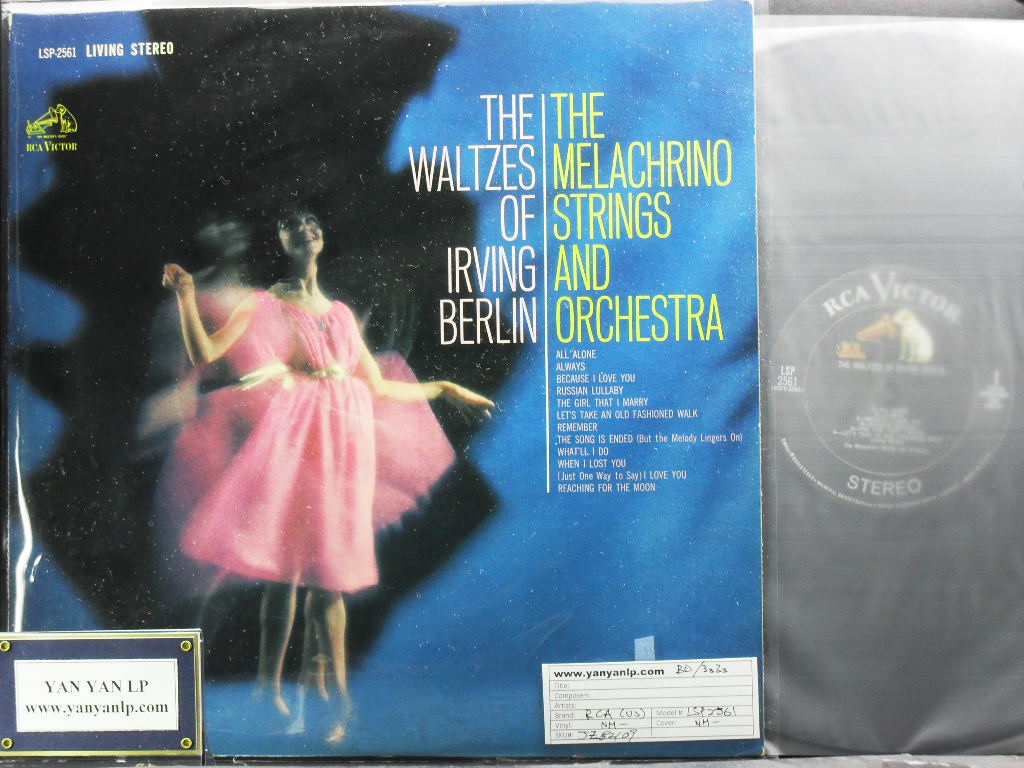 LSP-2561 LIVING STEREO
RCA VICTOR
THE
WALTZES
OF
IRVING
BERLIN
THE
MELACHRINO
STRINGS
AND
ORCHESTRA
ALL ALONE
ALWAYS
BECAUSE I LOVE YOU
RUSSIAN LULLABY
THE GIRL THAT I MARRY
LET'S TAKE AN OLD FASHIONED WALK
REMEMBER
THE SONG IS ENDED (But the Melody Lingers On)
WHAT'LL I DO
WHEN I LOST YOU
(Just One Way to Say) I LOVE YOU
REACHING FOR THE MOON
RCA VICTOR
LSP
2561
STEREO
YAN YAN LP
www.yanyanlp.com
www.yanyanlp.com
Title:
Composers:
Artists:
Brand: RCA (US) Model #: LSP2561
Vinyl: NM- Cover: NM-
SKU#: